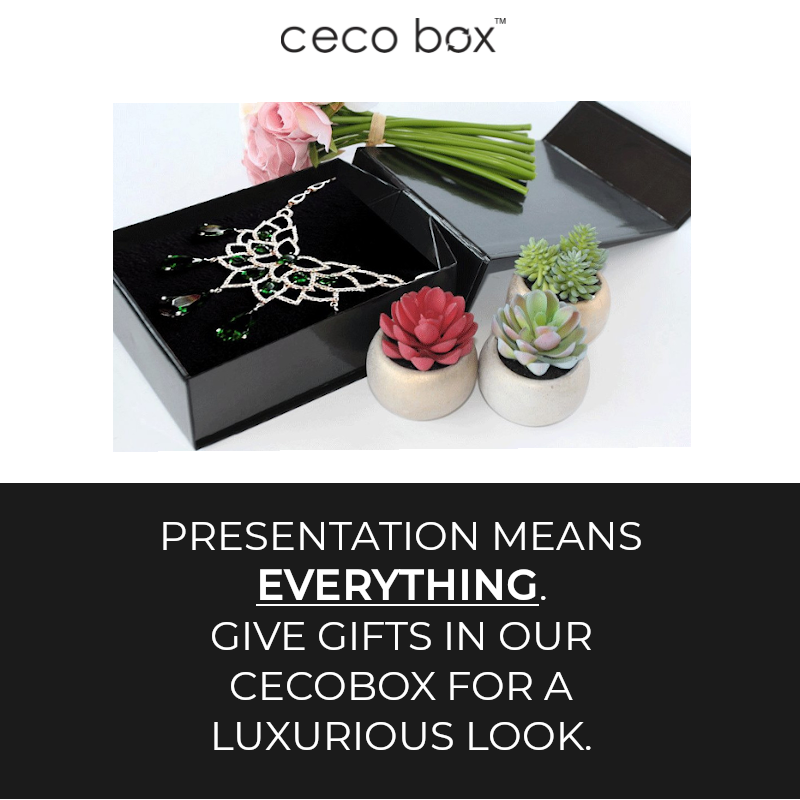 ceco box™
PRESENTATION MEANS
EVERYTHING.
GIVE GIFTS IN OUR
CECOBOX FOR A
LUXURIOUS LOOK.